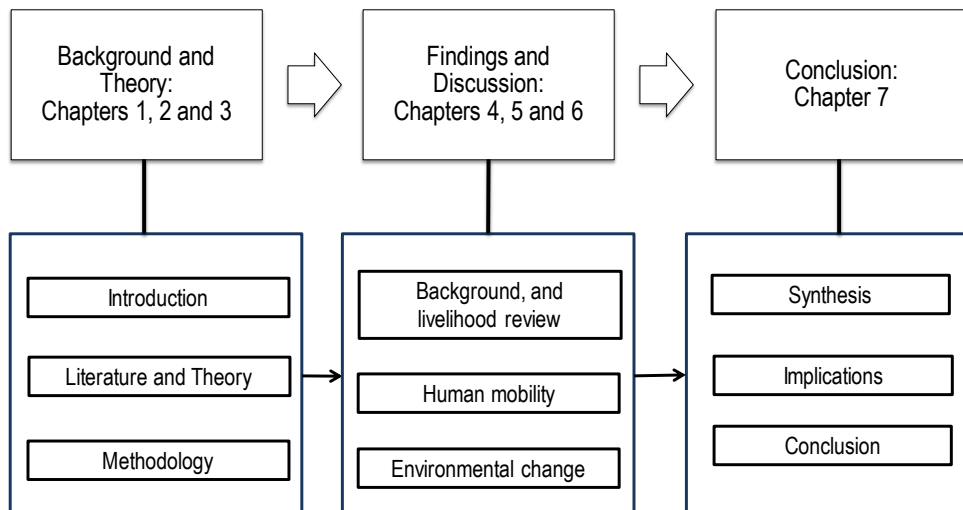 Background and
Theory:
Chapters 1, 2 and 3
Findings and
Discussion:
Chapters 4, 5 and 6
Conclusion:
Chapter 7
Introduction
Literature and Theory
Methodology
Background, and
livelihood review
Human mobility
Environmental change
Synthesis
Implications
Conclusion